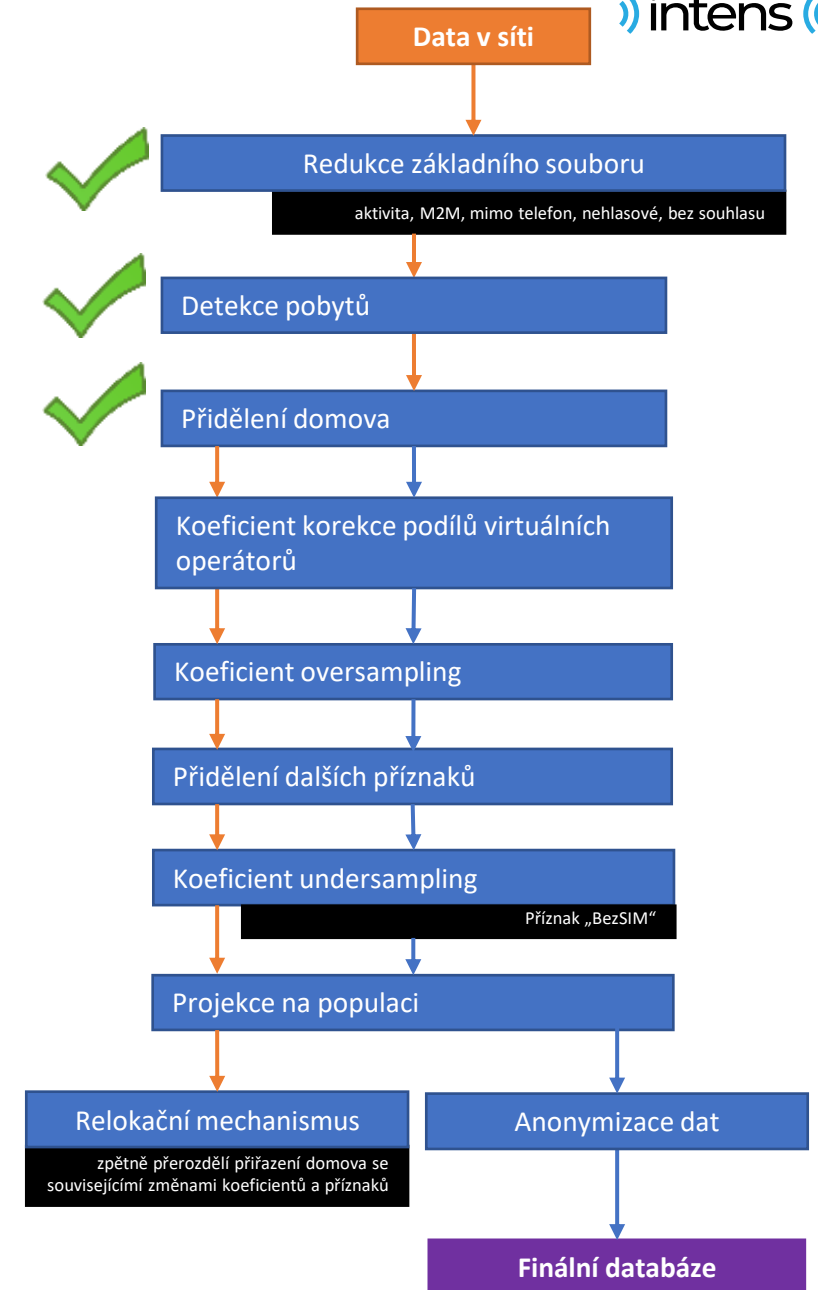 intens
Data v síti
Redukce základního souboru
aktivita, M2M, mimo telefon, nehlasové, bez souhlasu
Detekce pobytů
Přidělení domova
Koeficient korekce podílů virtuálních
operátorů
Koeficient oversampling
Přidělení dalších příznaků
Koeficient undersampling
Příznak „BezSIM“
Projekce na populaci
Relokační mechanismus
zpětně přerozdělí přiřazení domova se
souvisejícímí změnami koeficientů a příznaků
Anonymizace dat
Finální databáze